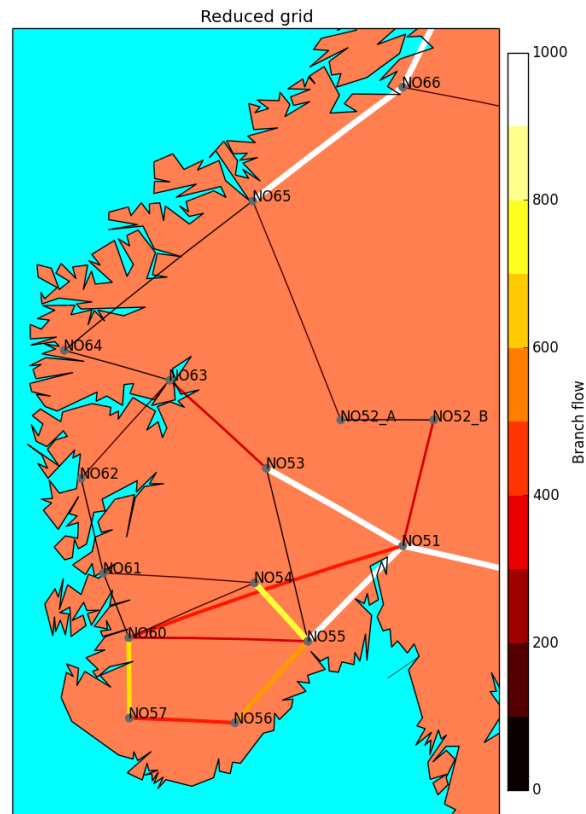 Reduced grid
NO66
NO65
NO64
NO63
NO52_A
NO52_B
NO53
NO62
NO51
NO61
NO54
NO60
NO55
NO57
NO56
1000
800
600
400
200
0
Branch flow